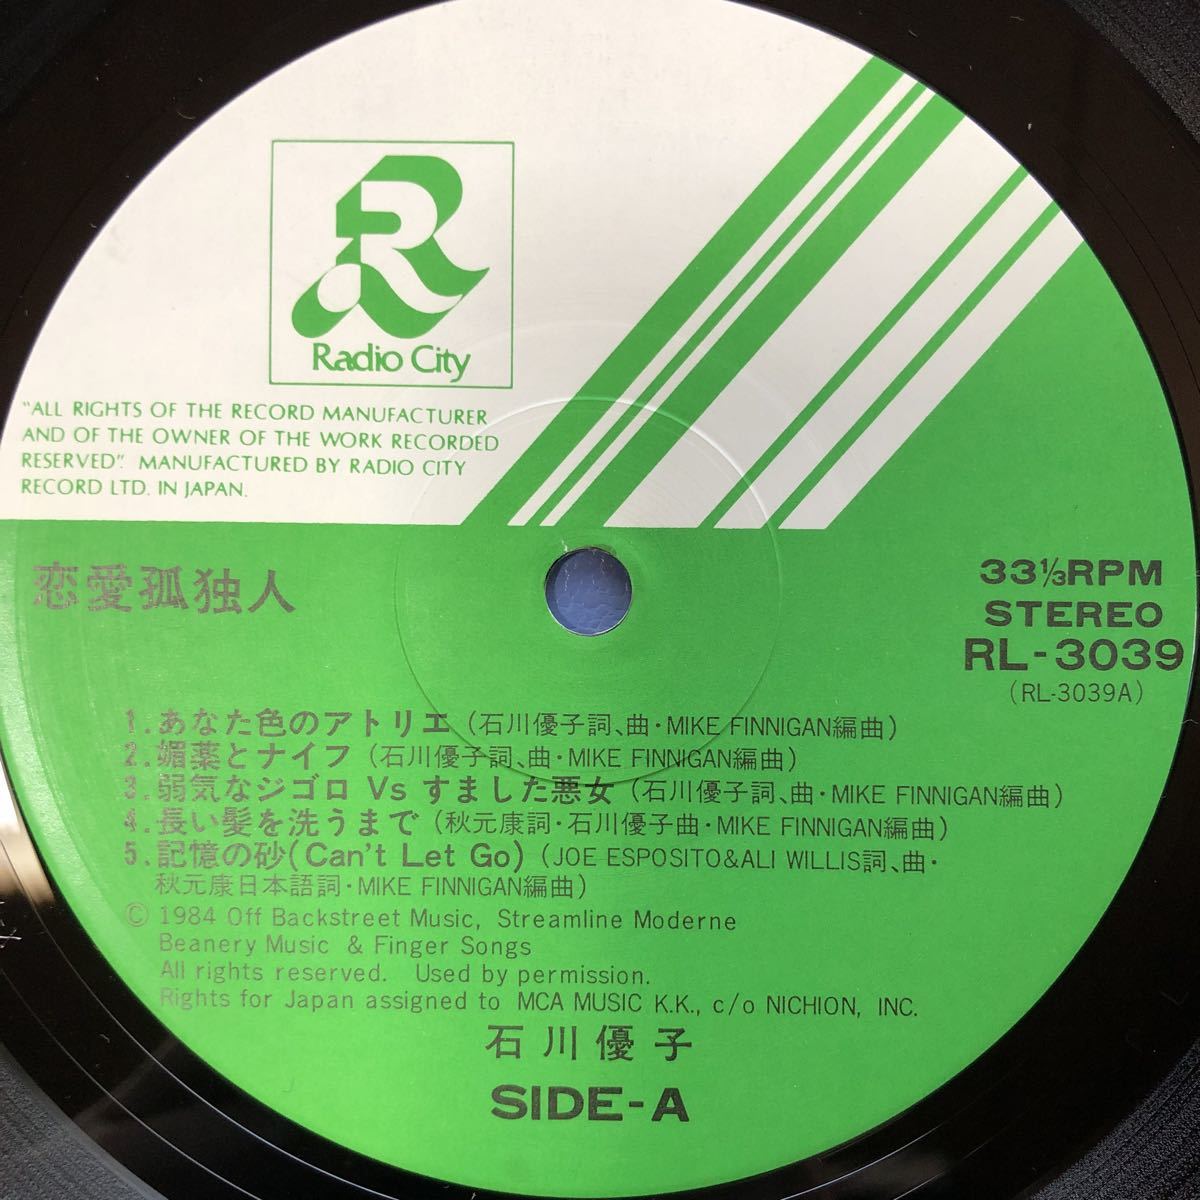 Radio City
"ALL RIGHTS OF THE RECORD MANUFACTURER
AND OF THE OWNER OF THE WORK RECORDED
RESERVED". MANUFACTURED BY RADIO CITY
RECORD LTD. IN JAPAN.
恋愛孤独人
33⅓RPM
STEREO
RL-3039
(RL-3039A)
1. あなた色のアトリエ (石川優子詞、曲・MIKE FINNIGAN編曲)
2. 媚薬とナイフ (石川優子詞、曲・MIKE FINNIGAN編曲)
3. 弱気なジゴロ Vs すました悪女 (石川優子詞、曲・MIKE FINNIGAN編曲)
4. 長い髪を洗うまで (秋元康詞・石川優子曲・MIKE FINNIGAN編曲)
5. 記憶の砂(Can't Let Go) (JOE ESPOSITO&ALI WILLIS詞、曲・
秋元康日本語詞・MIKE FINNIGAN編曲)
© 1984 Off Backstreet Music, Streamline Moderne
Beanery Music & Finger Songs
All rights reserved. Used by permission.
Rights for Japan assigned to MCA MUSIC K.K., c/o NICHION, INC.
石川優子
SIDE-A